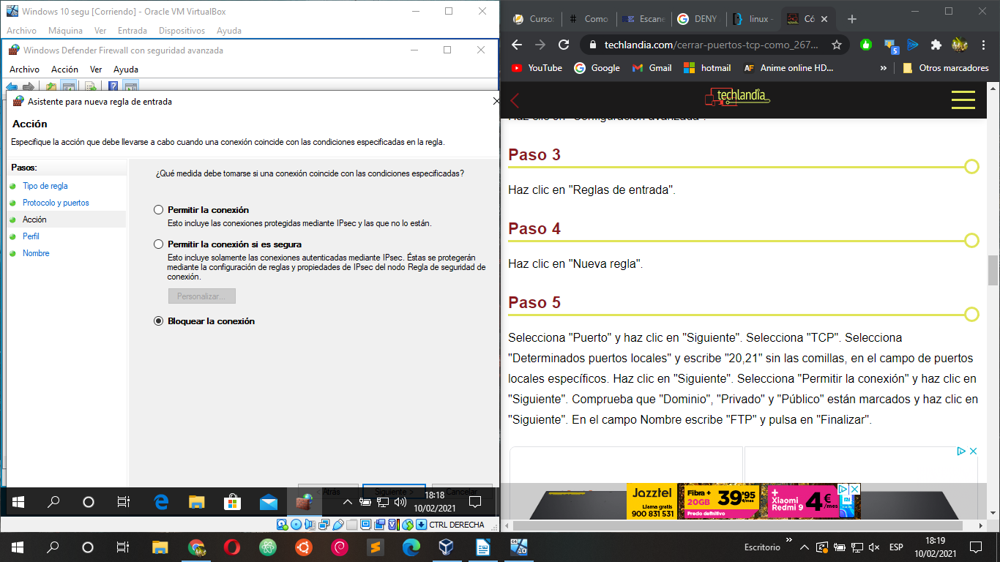 Windows 10 segu [Corriendo] - Oracle VM VirtualBox
Archivo Máquina Ver Entrada Dispositivos Ayuda
Windows Defender Firewall con seguridad avanzada
Archivo Acción Ver Ayuda
Asistente para nueva regla de entrada
Acción
Especifique la acción que debe llevarse a cabo cuando una conexión coincide con las condiciones especificadas en la regla.
Pasos:
Tipo de regla
Protocolo y puertos
Acción
Perfil
Nombre
¿Qué medida debe tomarse si una conexión coincide con las condiciones especificadas?
Permitir la conexión
Esto incluye las conexiones protegidas mediante IPsec y las que no lo están.
Permitir la conexión si es segura
Esto incluye solamente las conexiones autenticadas mediante IPsec. Éstas se protegerán
mediante la configuración de reglas y propiedades de IPsec del nodo Regla de seguridad de
conexión.
Personalizar...
Bloquear la conexión
< Atrás Siguiente > Cancelar
18:18
10/02/2021
CTRL DERECHA
Curso: Como Escane DENY linux - Có
techlandia.com/cerrar-puertos-tcp-como_267...
5
YouTube Google Gmail hotmail Anime online HD... » Otros marcadores
techlandia
Haz clic en "Configuración avanzada".
Paso 3
Haz clic en "Reglas de entrada".
Paso 4
Haz clic en "Nueva regla".
Paso 5
Selecciona "Puerto" y haz clic en "Siguiente". Selecciona "TCP". Selecciona
"Determinados puertos locales" y escribe "20,21" sin las comillas, en el campo de puertos
locales específicos. Haz clic en "Siguiente". Selecciona "Permitir la conexión" y haz clic en
"Siguiente". Comprueba que "Dominio", "Privado" y "Público" están marcados y haz clic en
"Siguiente". En el campo Nombre escribe "FTP" y pulsa en "Finalizar".
Jazztel
Llama gratis
900 831 531
Fibra +
20GB
39'95
€/mes
Precio definitivo
+
Xiaomi
Redmi 9
4€
/mes
Escritorio » ESP
18:19
10/02/2021